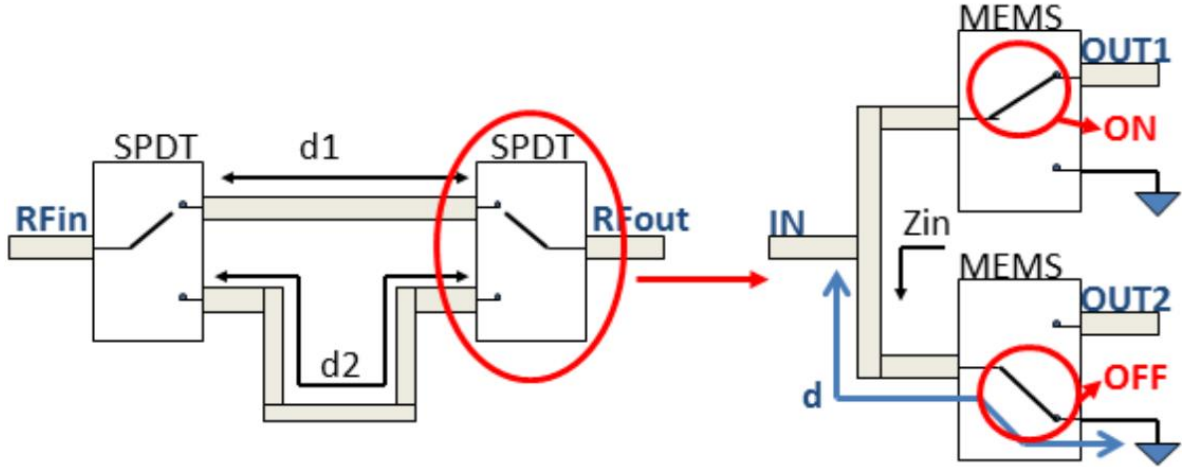 SPDT
d1
SPDT
RFin
RFout
d2
MEMS
OUT1
ON
IN
Zin
MEMS
OUT2
OFF
d